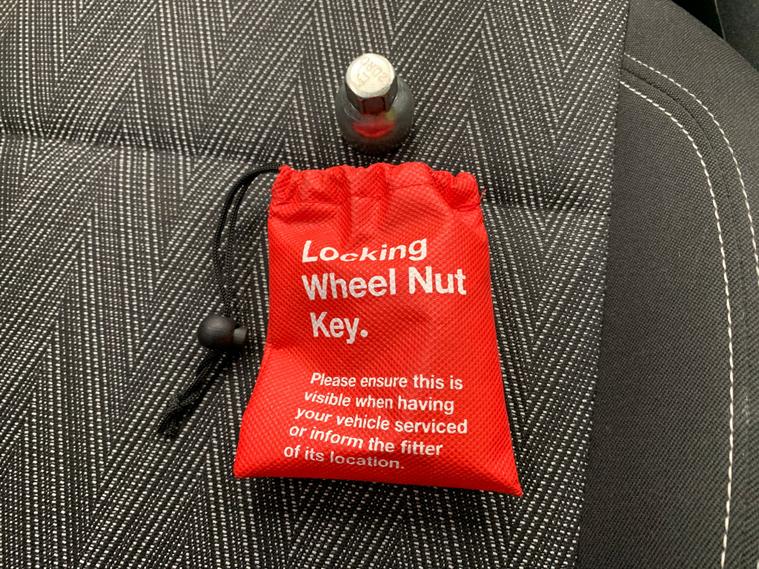 Locking
Wheel Nut
Key.
Please ensure this is
visible when having
your vehicle serviced
or inform the fitter
of its location.